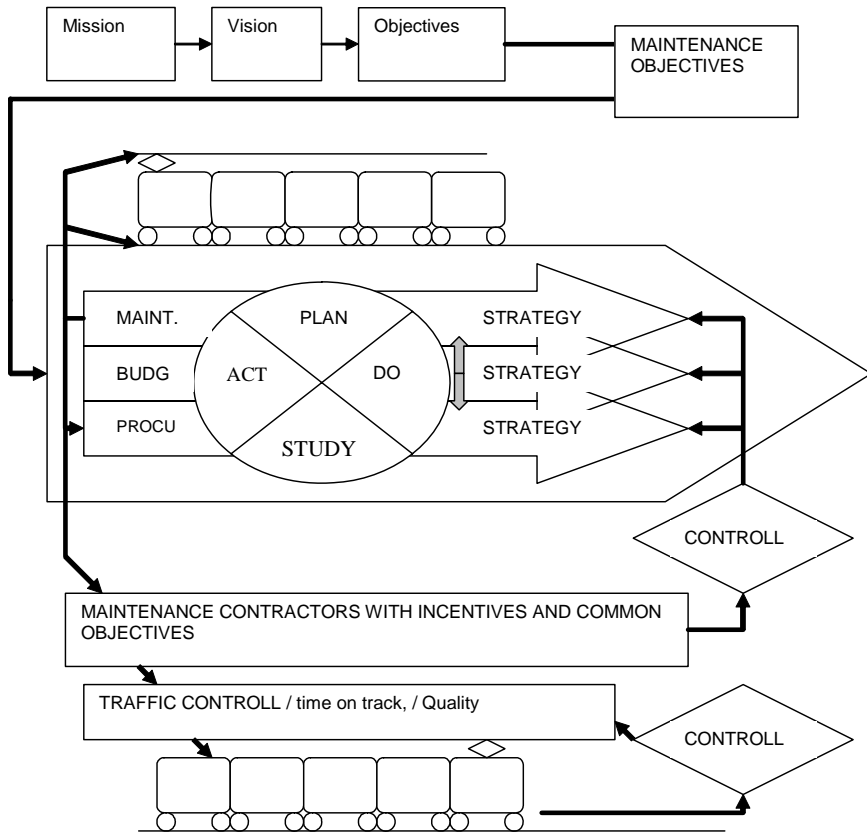 Mission
Vision
Objectives
MAINTENANCE
OBJECTIVES
MAINT.
PLAN
STRATEGY
BUDG
ACT
DO
STRATEGY
PROCU
STUDY
STRATEGY
CONTROLL
MAINTENANCE CONTRACTORS WITH INCENTIVES AND COMMON
OBJECTIVES
TRAFFIC CONTROLL / time on track, / Quality
CONTROLL